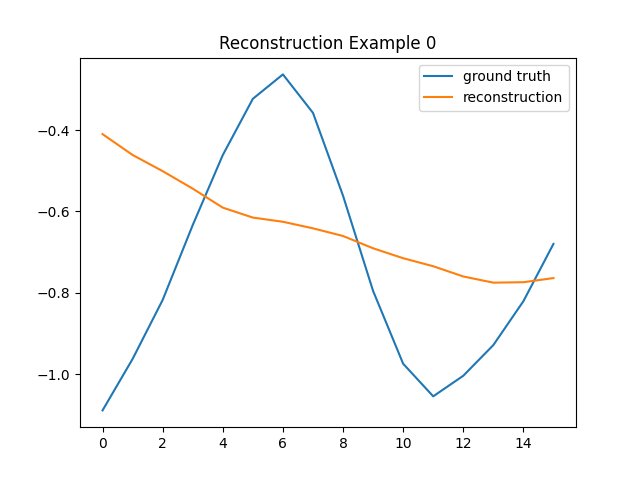 Reconstruction Example 0
ground truth
reconstruction
−0.4
−0.6
−0.8
−1.0
0 2 4 6 8 10 12 14